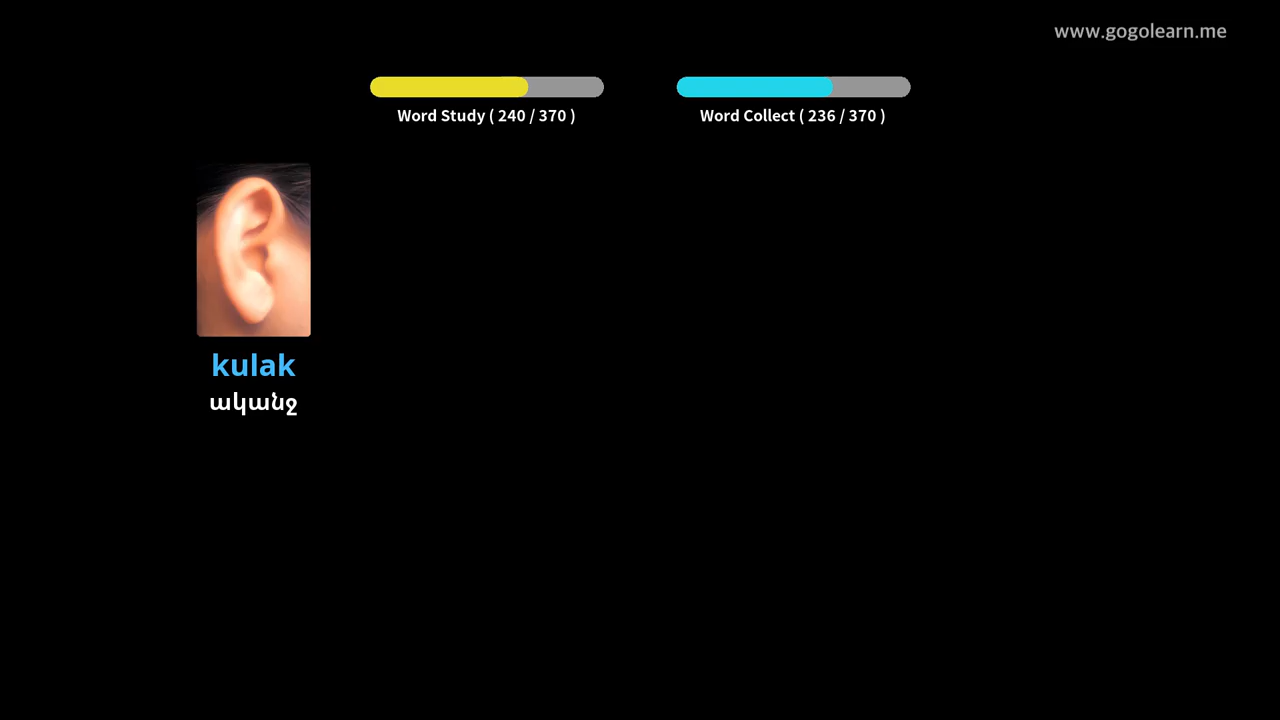 www.gogolearn.me
Word Study ( 240 / 370 )
Word Collect ( 236 / 370 )
kulak
ականջ